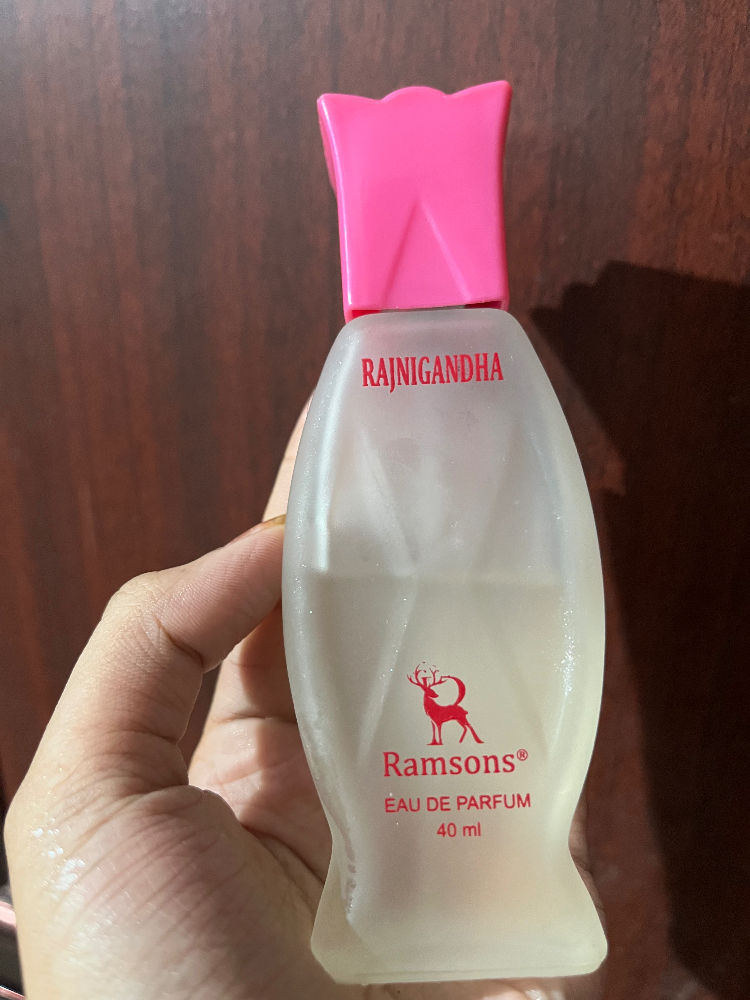 RAJNIGANDHA
Ramsons®
EAU DE PARFUM
40 ml